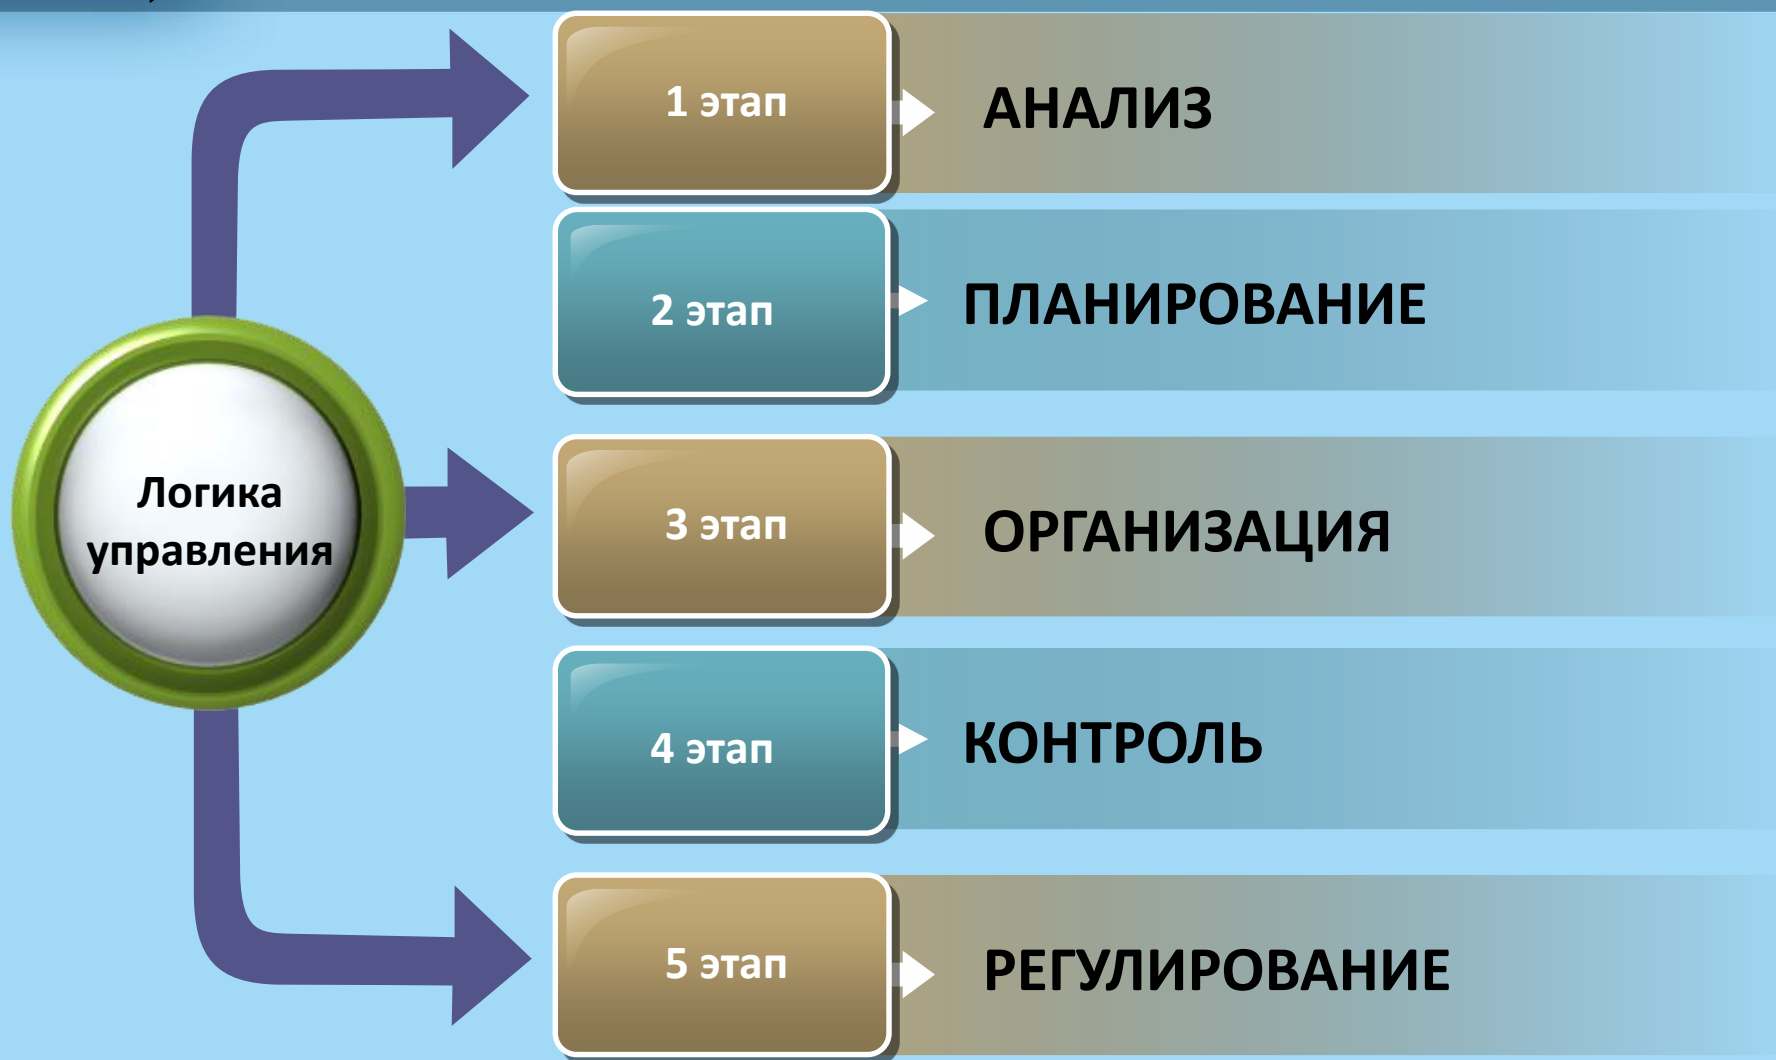 1 этап
АНАЛИЗ
2 этап
ПЛАНИРОВАНИЕ
Логика
управления
3 этап
ОРГАНИЗАЦИЯ
4 этап
КОНТРОЛЬ
5 этап
РЕГУЛИРОВАНИЕ